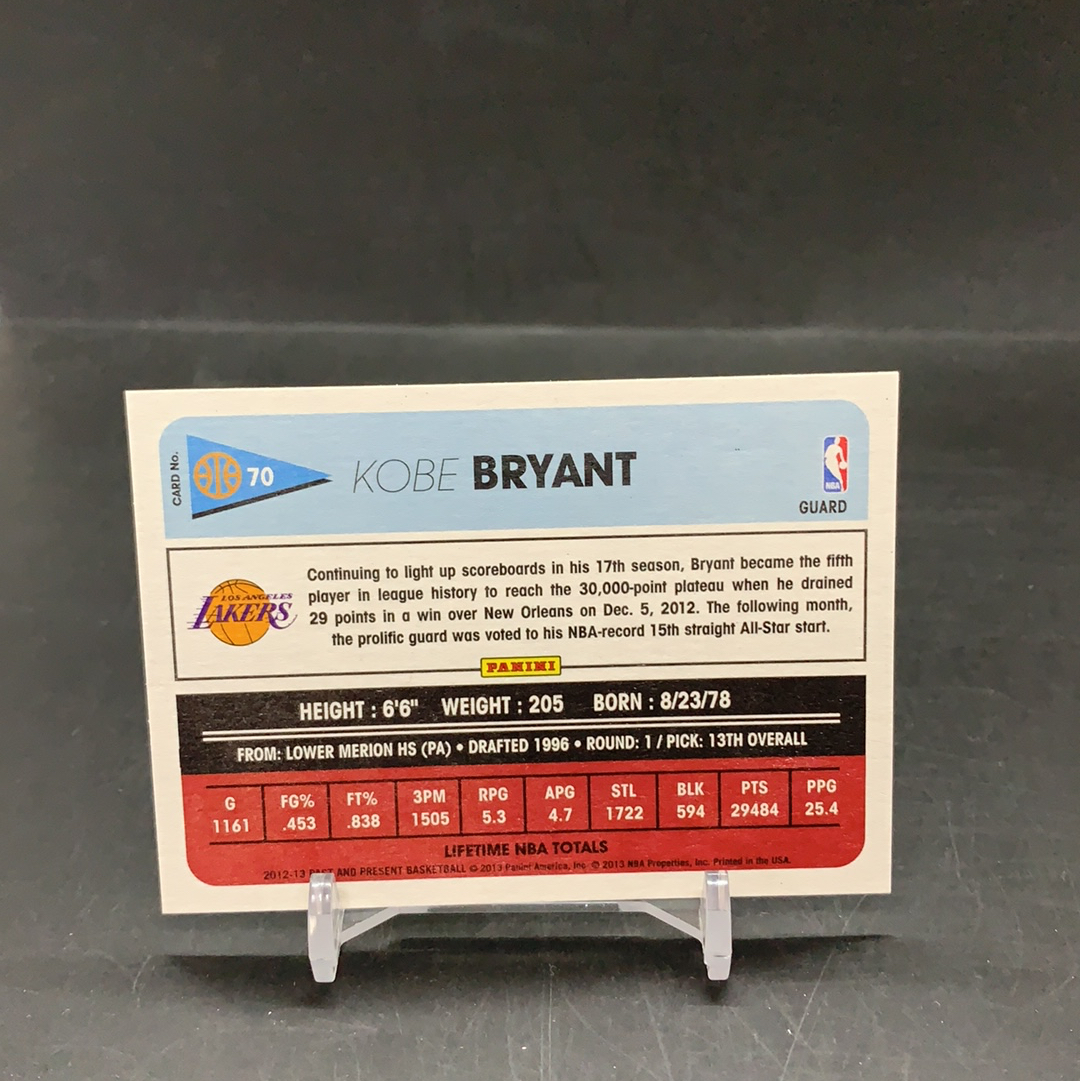 CARD No.
70
KOBE BRYANT
NBA
GUARD
LOS ANGELES
LAKERS
Continuing to light up scoreboards in his 17th season, Bryant became the fifth
player in league history to reach the 30,000-point plateau when he drained
29 points in a win over New Orleans on Dec. 5, 2012. The following month,
the prolific guard was voted to his NBA-record 15th straight All-Star start.
PANINI
HEIGHT : 6'6" WEIGHT : 205 BORN : 8/23/78
FROM: LOWER MERION HS (PA) • DRAFTED 1996 • ROUND: 1 / PICK: 13TH OVERALL
G FG% FT% 3PM RPG APG STL BLK PTS PPG
1161 .453 .838 1505 5.3 4.7 1722 594 29484 25.4
LIFETIME NBA TOTALS
2012-13 PAST AND PRESENT BASKETBALL © 2013 Panini America, Inc. © 2013 NBA Properties, Inc. Printed in the USA.